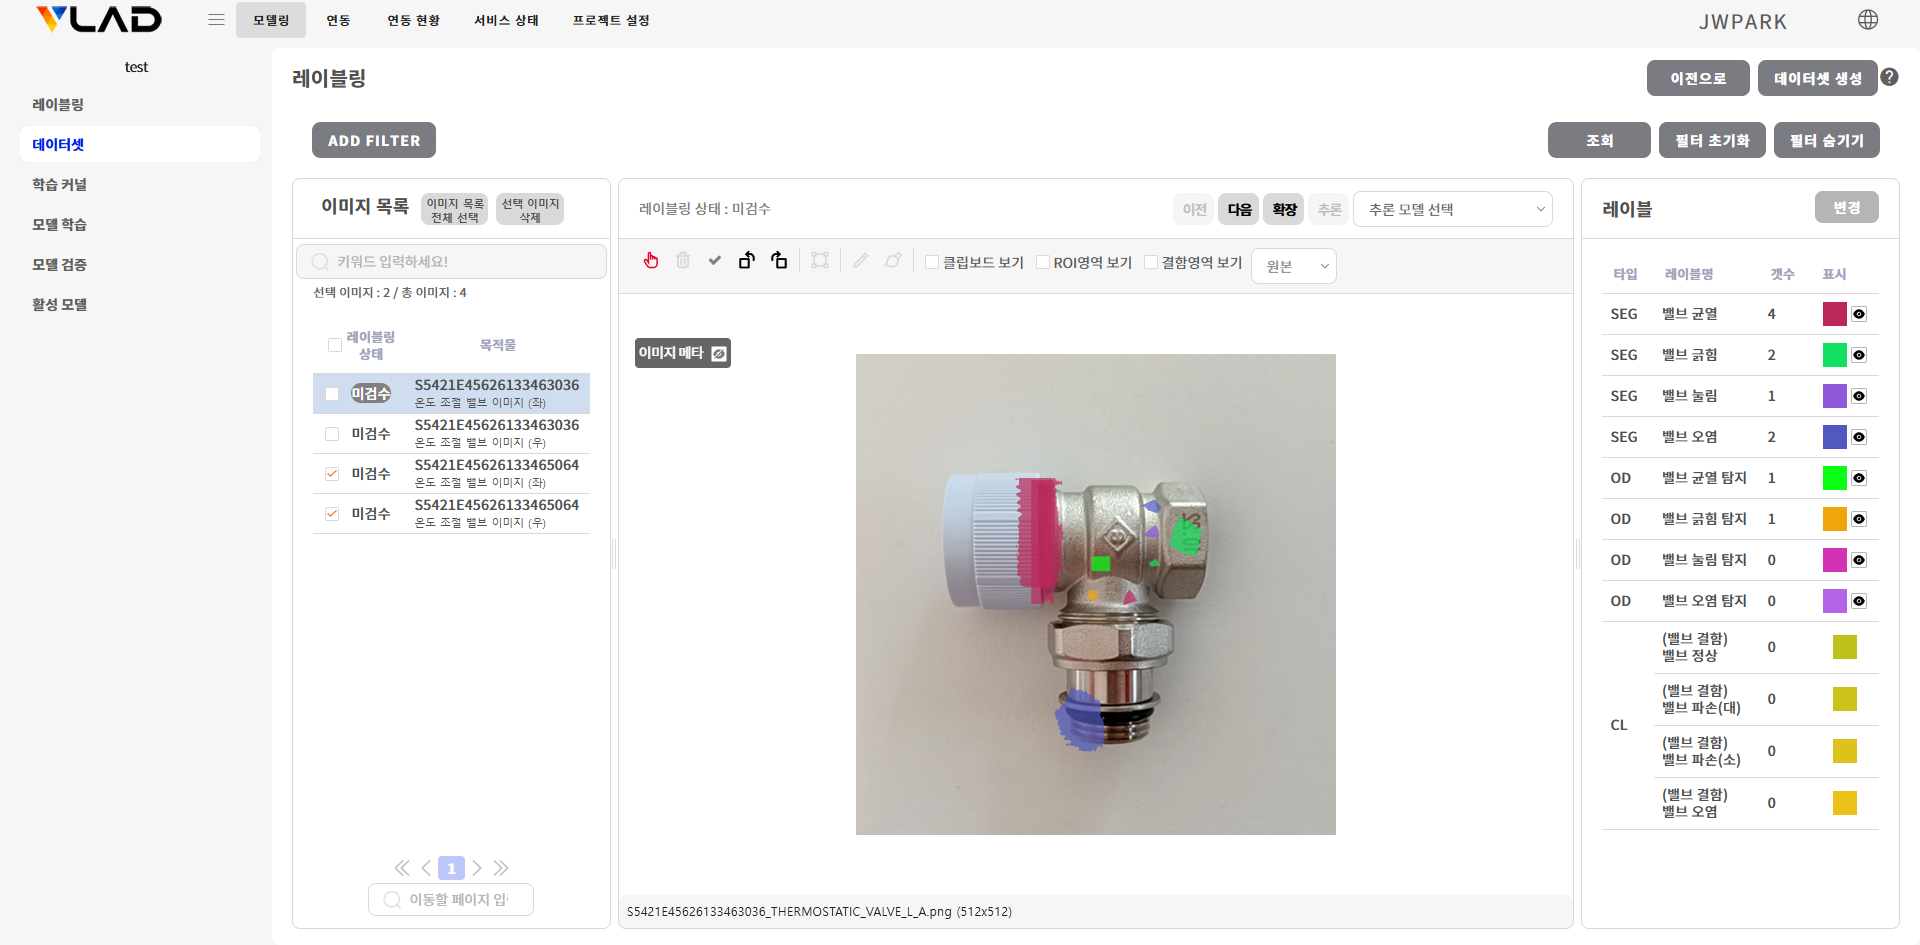 VLAD
모델링
연동
연동 현황
서비스 상태
프로젝트 설정
JWPARK
test
레이블링
데이터셋
학습 커널
모델 학습
모델 검증
활성 모델
레이블링
이전으로
데이터셋 생성
?
ADD FILTER
조회
필터 초기화
필터 숨기기
이미지 목록
이미지 목록
전체 선택
선택 이미지
삭제
키워드 입력하세요!
선택 이미지 : 2 / 총 이미지 : 4
레이블링
상태
목적물
미검수
S5421E45626133463036
온도 조절 밸브 이미지 (좌)
미검수
S5421E45626133463036
온도 조절 밸브 이미지 (우)
미검수
S5421E45626133465064
온도 조절 밸브 이미지 (좌)
미검수
S5421E45626133465064
온도 조절 밸브 이미지 (우)
1
이동할 페이지 입
레이블링 상태 : 미검수
이전
다음
확장
추론
추론 모델 선택
클립보드 보기
ROI영역 보기
결함영역 보기
원본
이미지 메타
S5421E45626133463036_THERMOSTATIC_VALVE_L_A.png (512x512)
레이블
변경
타입 레이블명 갯수 표시
SEG 밸브 균열 4
SEG 밸브 긁힘 2
SEG 밸브 눌림 1
SEG 밸브 오염 2
OD 밸브 균열 탐지 1
OD 밸브 긁힘 탐지 1
OD 밸브 눌림 탐지 0
OD 밸브 오염 탐지 0
CL
(밸브 결함)
밸브 정상 0
(밸브 결함)
밸브 파손(대) 0
(밸브 결함)
밸브 파손(소) 0
(밸브 결함)
밸브 오염 0